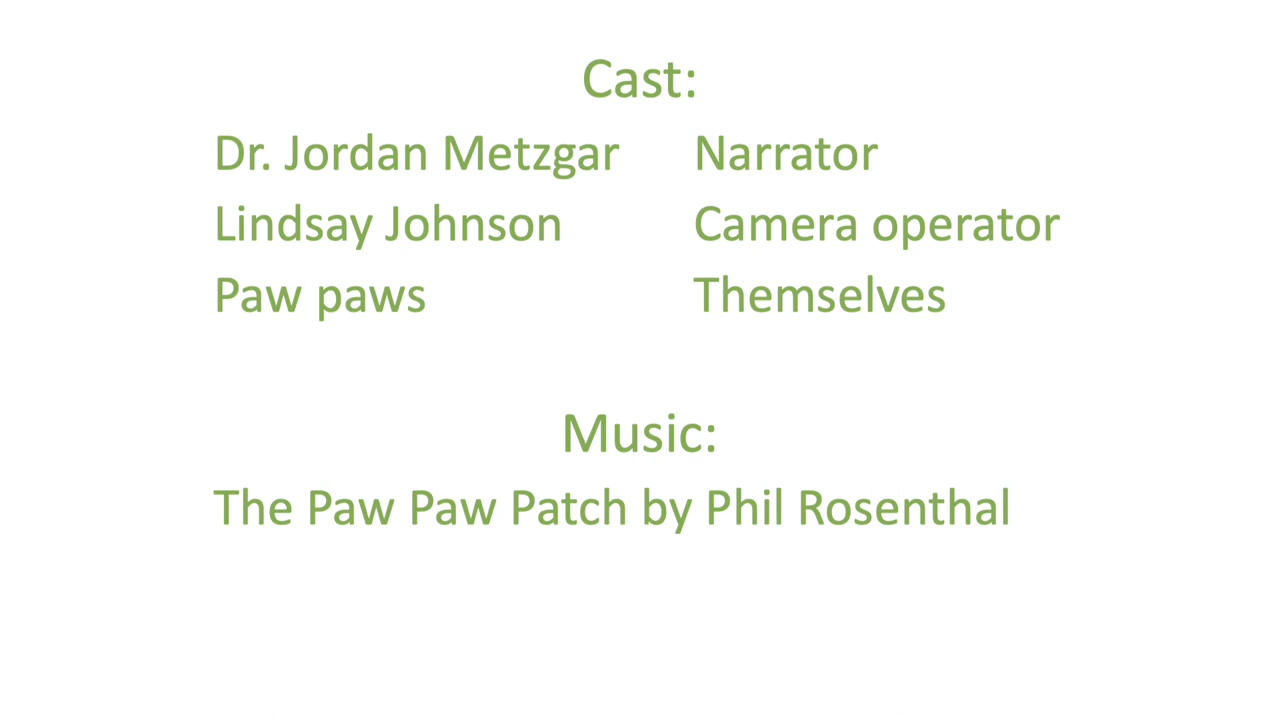 Cast:
Dr. Jordan Metzgar Narrator
Lindsay Johnson Camera operator
Paw paws Themselves
Music:
The Paw Paw Patch by Phil Rosenthal